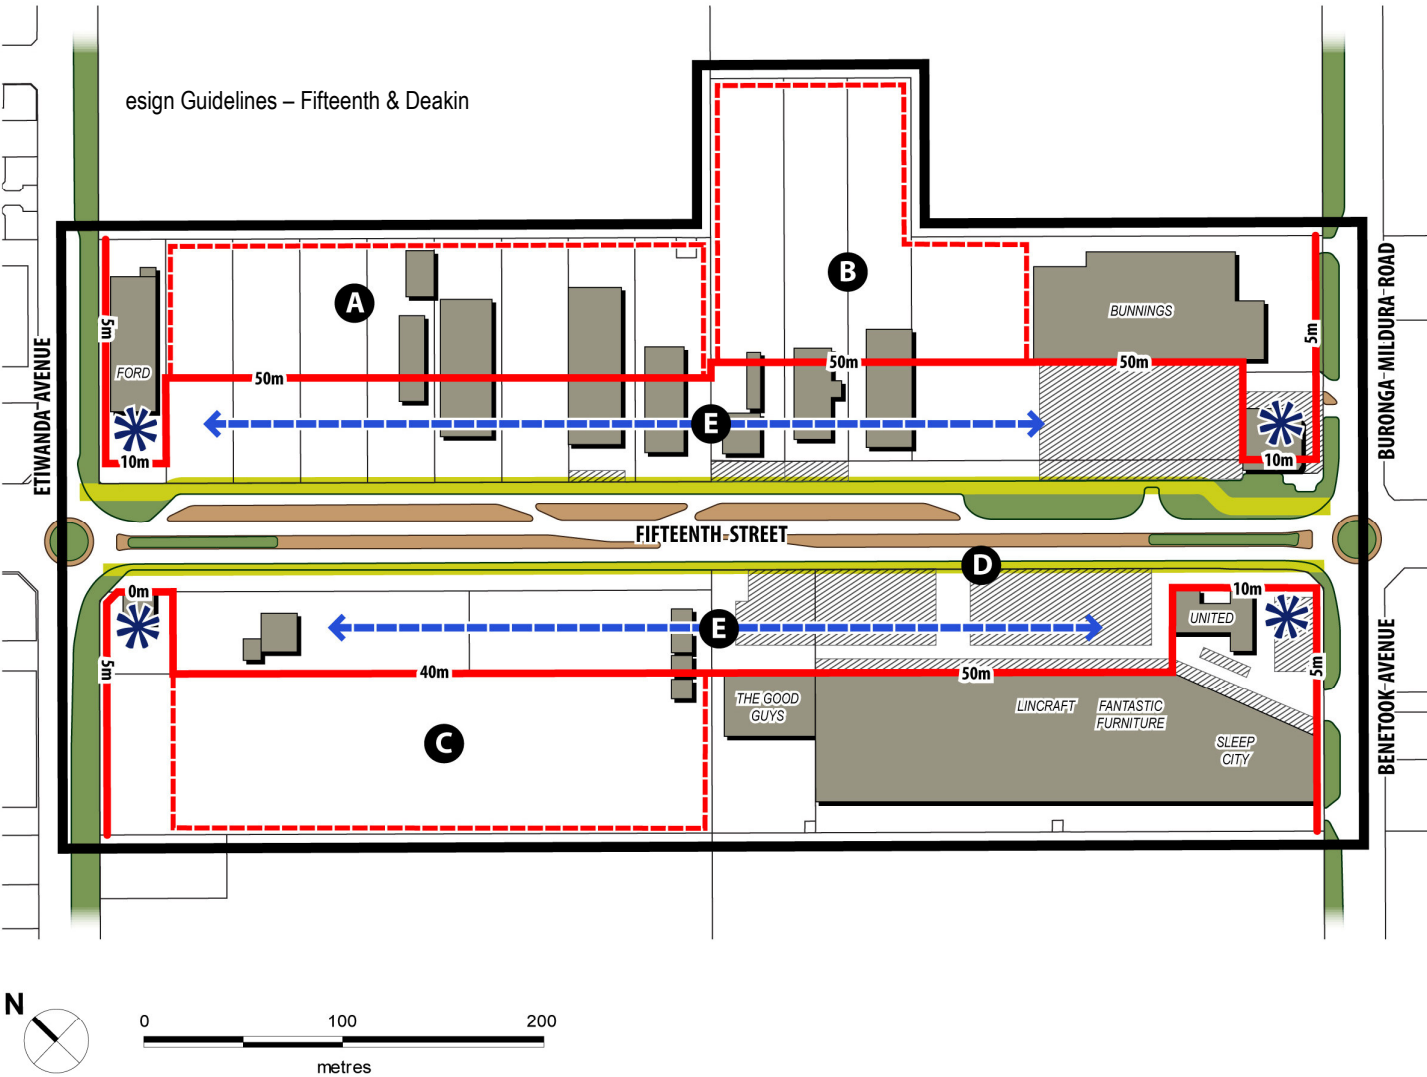 esign Guidelines – Fifteenth & Deakin
A
B
BUNNINGS
ETIWANDA-AVENUE
5m
FORD
50m
50m
50m
5m
BURONGA-MILDURA-ROAD
E
10m
10m
FIFTEENTH-STREET
D
0m
10m
E
UNITED
5m
40m
50m
5m
BENETOOK-AVENUE
THE GOOD
GUYS
LINCRAFT
FANTASTIC
FURNITURE
C
SLEEP
CITY
N
0 100 200
metres